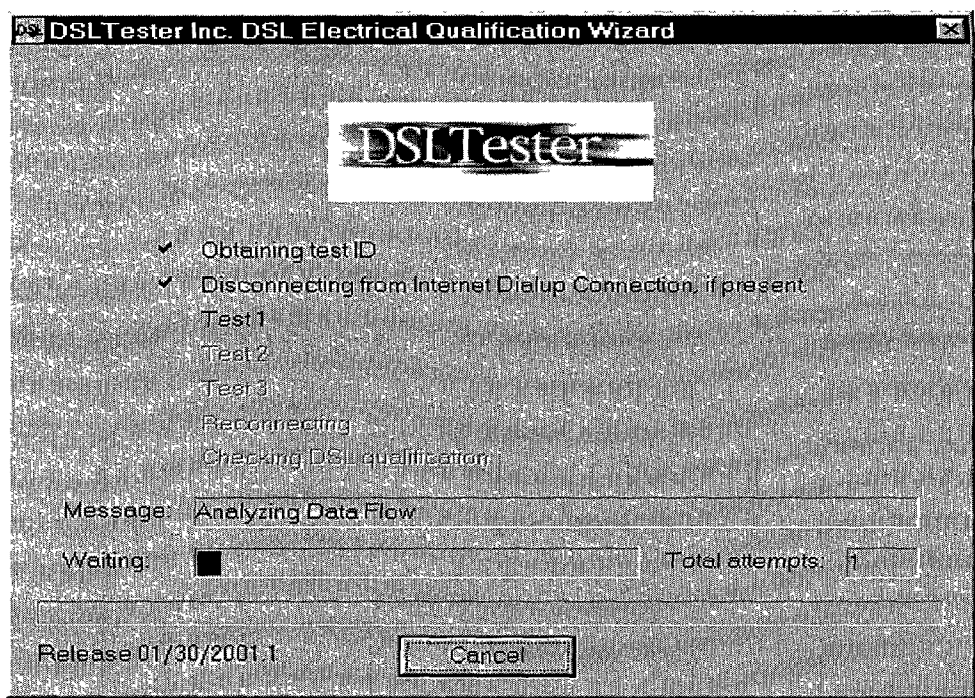 DSL DSLTester Inc. DSL Electrical Qualification Wizard
DSLTester
Obtaining test ID
Disconnecting from Internet Dialup Connection, if present.
Test 1
Test 2
Test 3
Reconnecting
Checking DSL qualification
Message: Analyzing Data Flow
Waiting: Total attempts: 1
Release 01/30/2001.1
Cancel